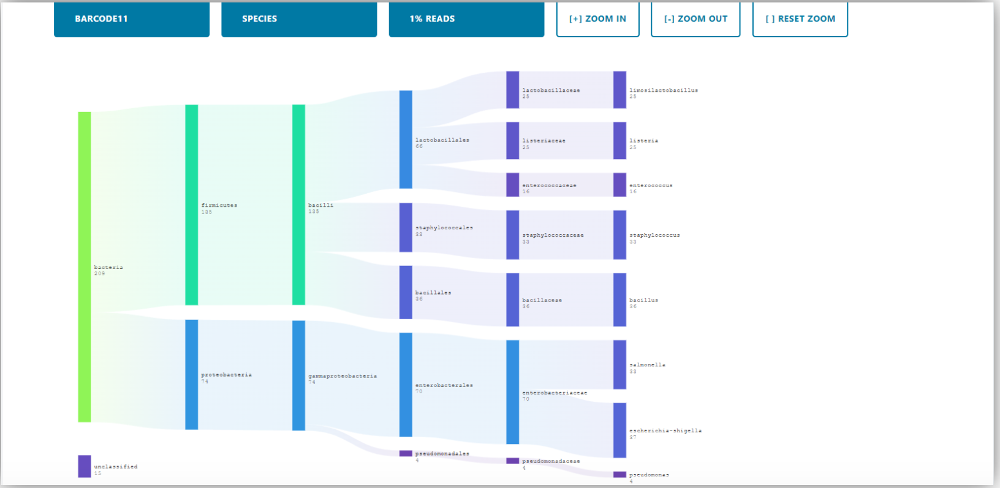 BARCODE11
SPECIES
1% READS
[+] ZOOM IN
[-] ZOOM OUT
[ ] RESET ZOOM
bacteria
209
unclassified
15
firmicutes
135
proteobacteria
74
bacilli
135
gammaproteobacteria
74
lactobacillales
66
staphylococcales
33
bacillales
36
enterobacterales
70
pseudomonadales
4
lactobacillaceae
25
listeriaceae
25
enterococcaceae
16
staphylococcaceae
33
bacillaceae
36
enterobacteriaceae
70
pseudomonadaceae
4
limosilactobacillus
25
listeria
25
enterococcus
16
staphylococcus
33
bacillus
36
salmonella
33
escherichia-shigella
37
pseudomonas
4